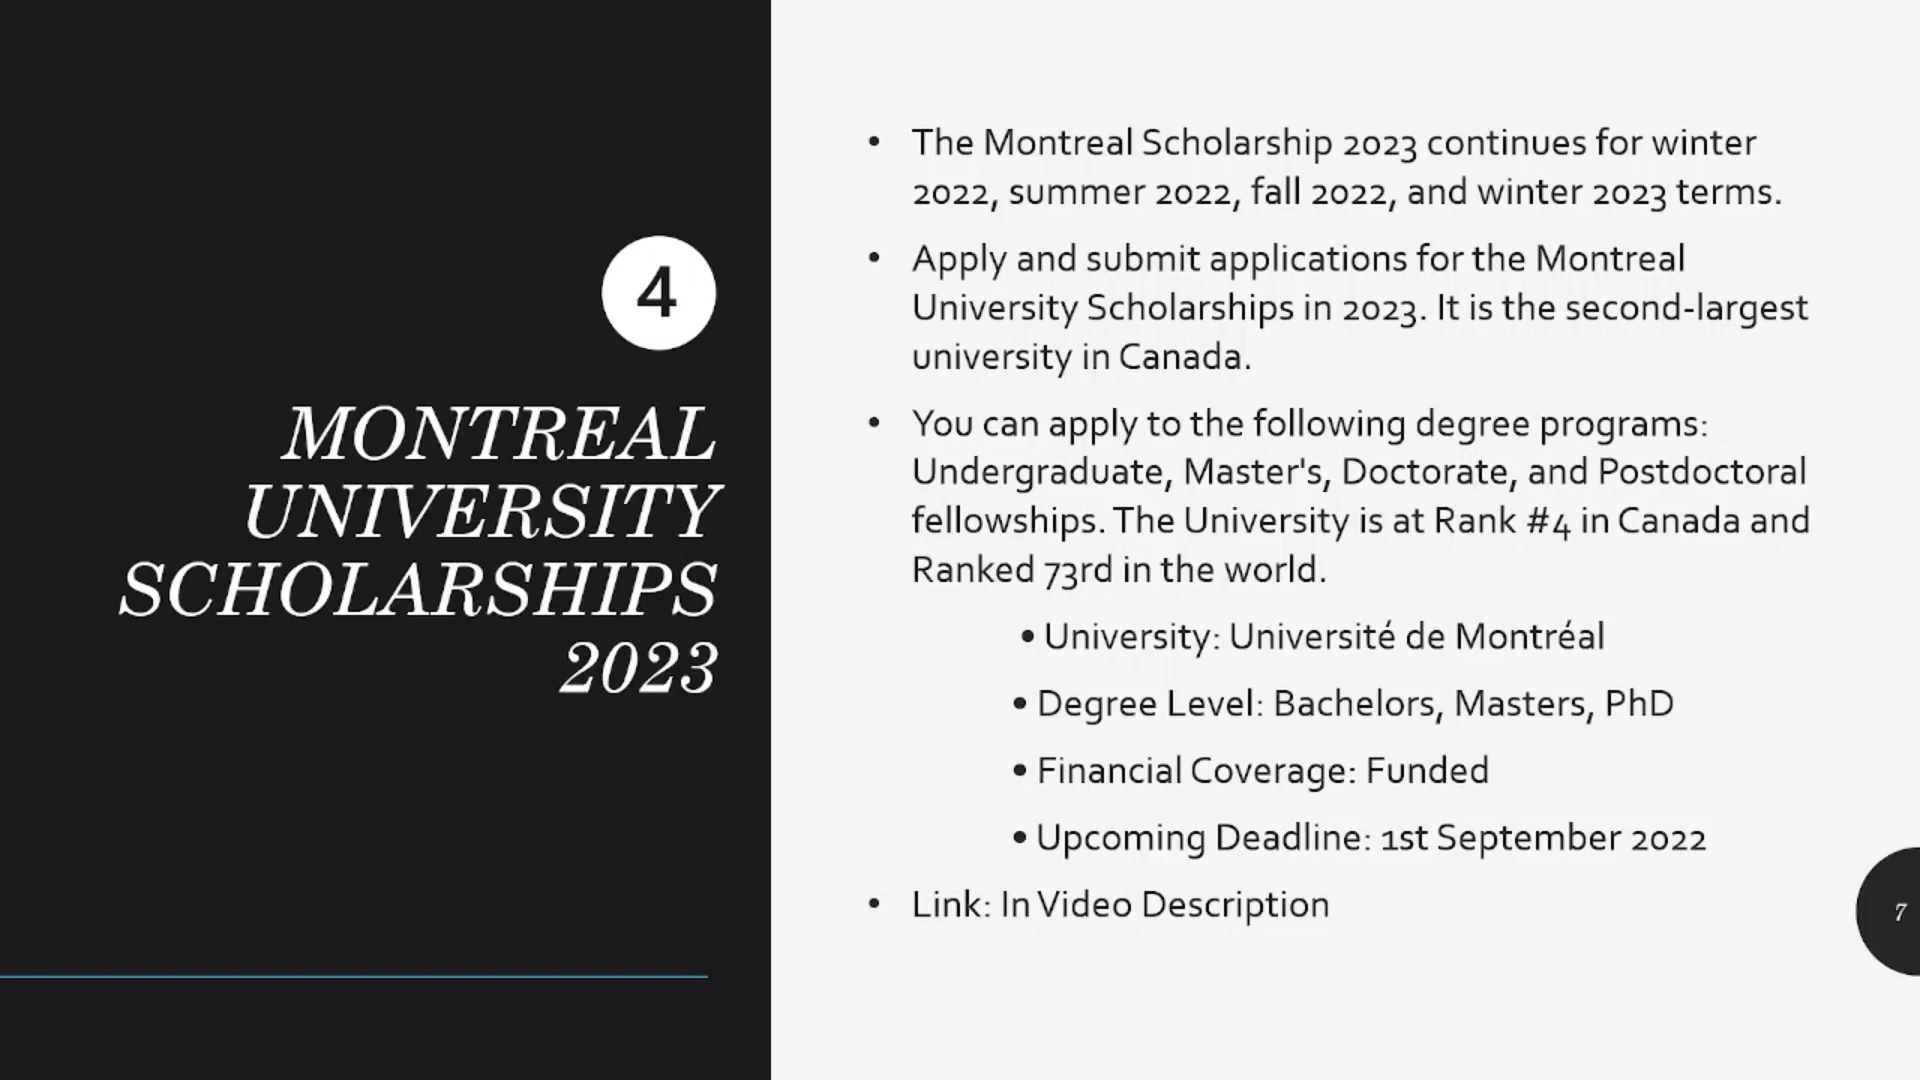 4
MONTREAL
UNIVERSITY
SCHOLARSHIPS
2023
• The Montreal Scholarship 2023 continues for winter
2022, summer 2022, fall 2022, and winter 2023 terms.
• Apply and submit applications for the Montreal
University Scholarships in 2023. It is the second-largest
university in Canada.
• You can apply to the following degree programs:
Undergraduate, Master's, Doctorate, and Postdoctoral
fellowships. The University is at Rank #4 in Canada and
Ranked 73rd in the world.
• University: Université de Montréal
• Degree Level: Bachelors, Masters, PhD
• Financial Coverage: Funded
• Upcoming Deadline: 1st September 2022
• Link: In Video Description
7